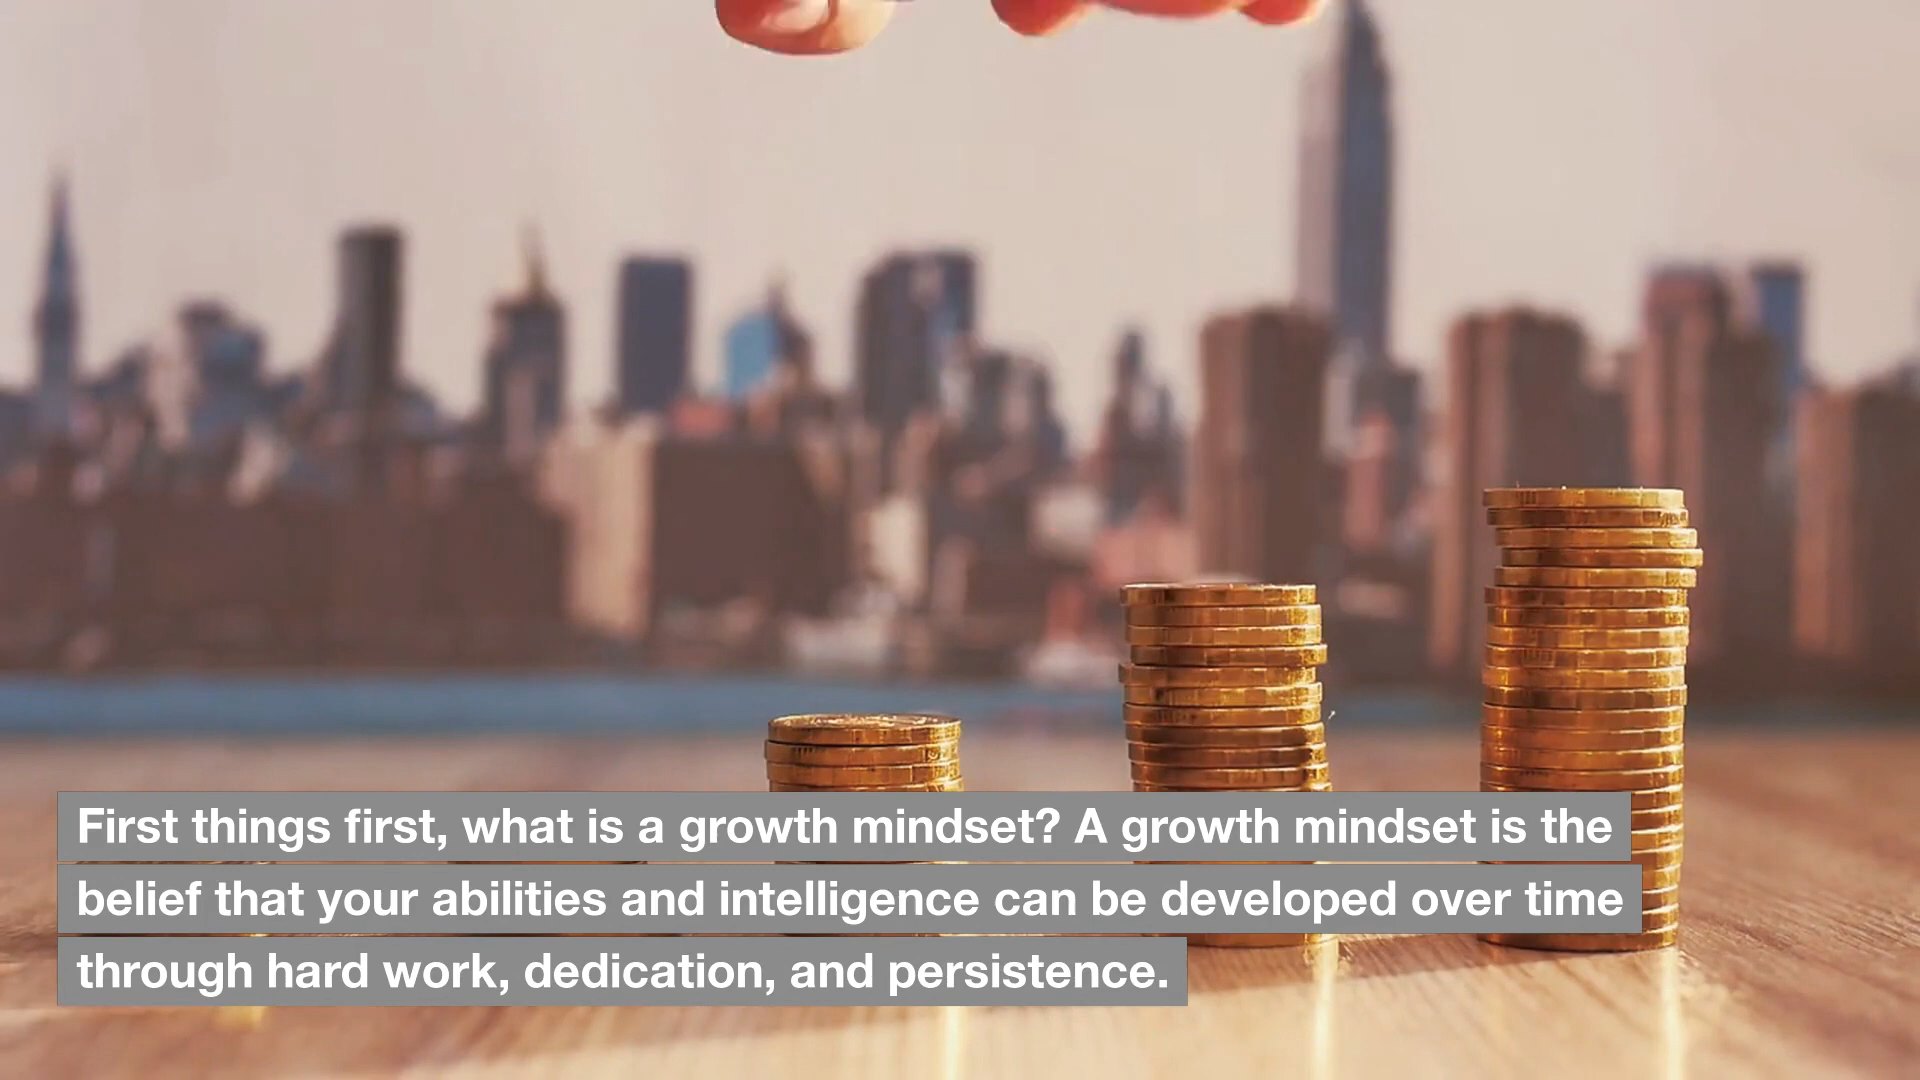 First things first, what is a growth mindset? A growth mindset is the
belief that your abilities and intelligence can be developed over time
through hard work, dedication, and persistence.